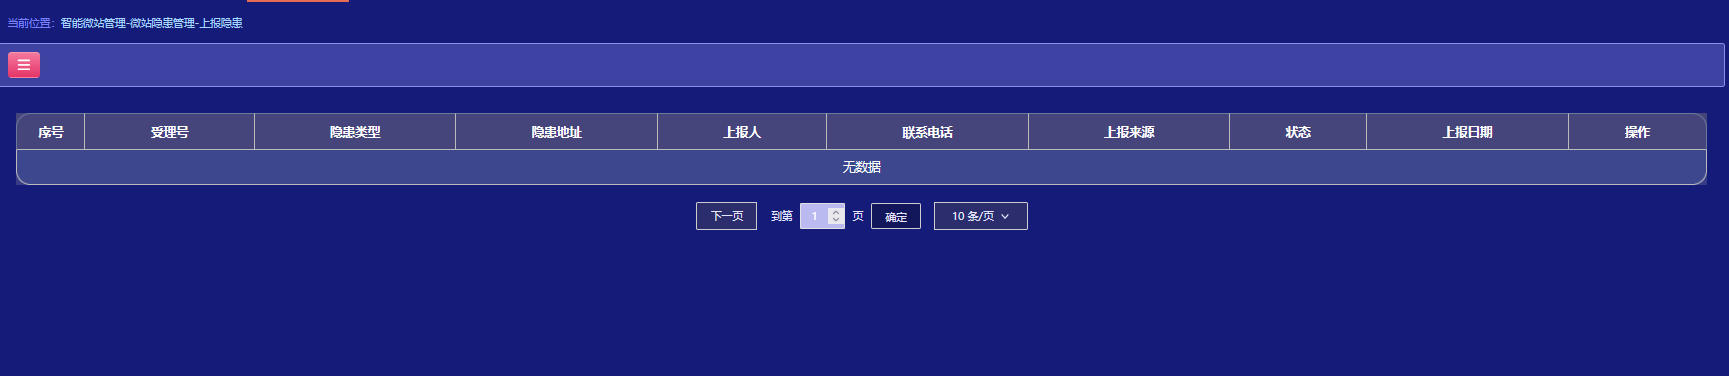 当前位置：智能微站管理-微站隐患管理-上报隐患
序号 受理号 隐患类型 隐患地址 上报人 联系电话 上报来源 状态 上报日期 操作
无数据
下一页 到第 1 页 确定 10 条/页